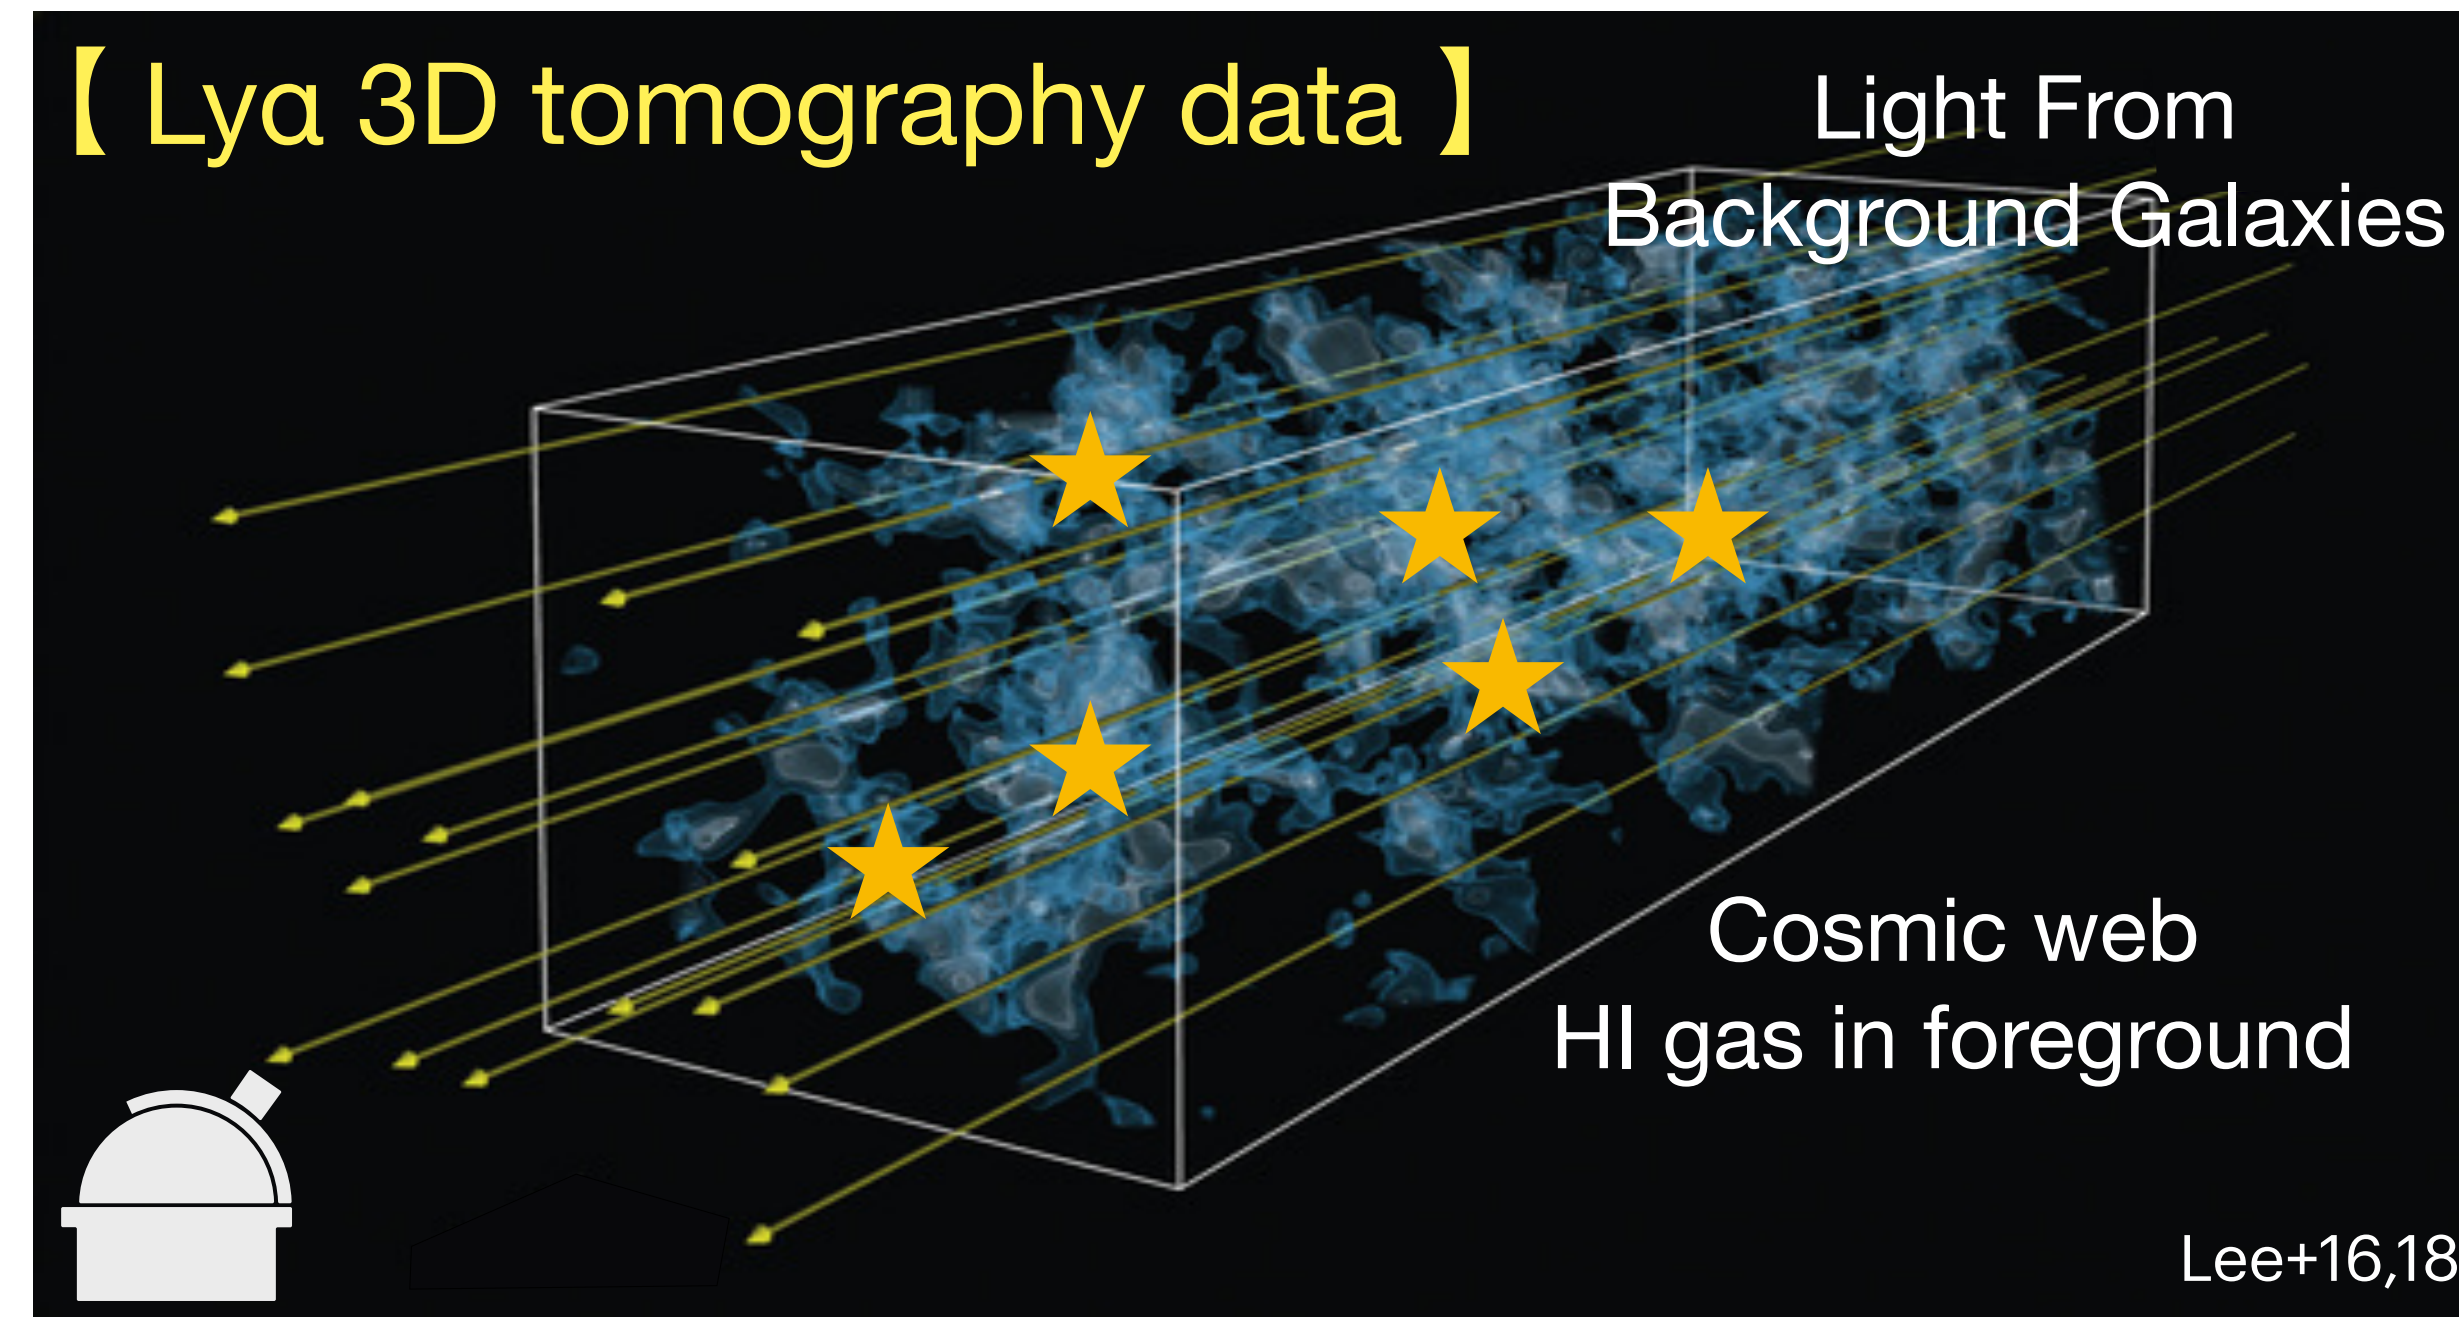 【 Lyα 3D tomography data 】
Light From
Background Galaxies
Cosmic web
HI gas in foreground
Lee+16,18